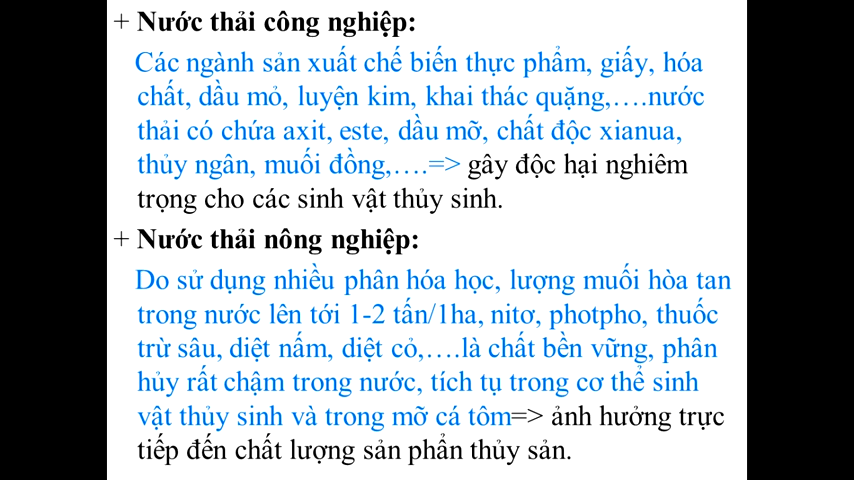 + Nước thải công nghiệp:
Các ngành sản xuất chế biến thực phẩm, giấy, hóa
chất, dầu mỏ, luyện kim, khai thác quặng,….nước
thải có chứa axit, este, dầu mỡ, chất độc xianua,
thủy ngân, muối đồng,….=> gây độc hại nghiêm
trọng cho các sinh vật thủy sinh.
+ Nước thải nông nghiệp:
Do sử dụng nhiều phân hóa học, lượng muối hòa tan
trong nước lên tới 1-2 tấn/1ha, nitơ, photpho, thuốc
trừ sâu, diệt nấm, diệt cỏ,….là chất bền vững, phân
hủy rất chậm trong nước, tích tụ trong cơ thể sinh
vật thủy sinh và trong mỡ cá tôm=> ảnh hưởng trực
tiếp đến chất lượng sản phẩn thủy sản.